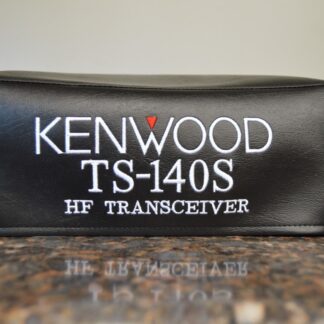 KENWOOD
TS-140S
HF TRANSCEIVER